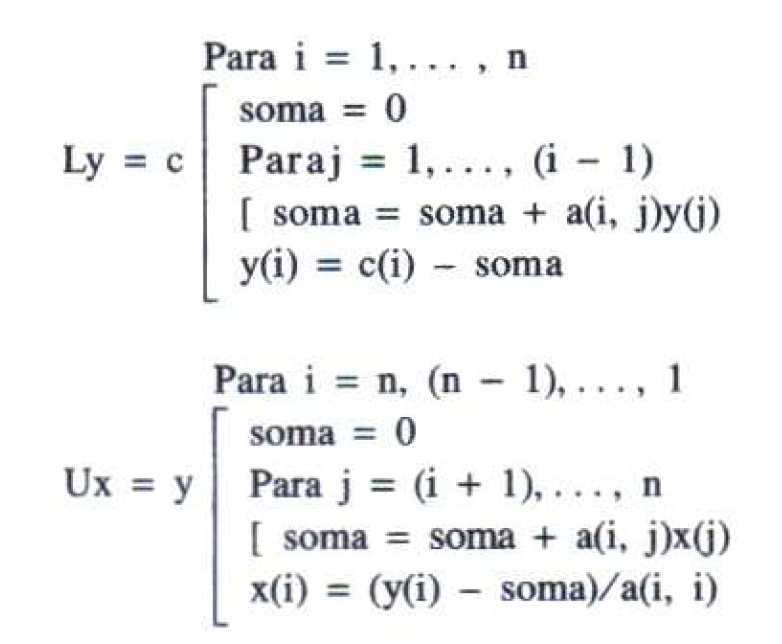 Para i = 1,... , n
soma = 0
Ly = c Para j = 1,..., (i − 1)
[ soma = soma + a(i, j)y(j)
y(i) = c(i) − soma
Para i = n, (n − 1),..., 1
soma = 0
Ux = y Para j = (i + 1),..., n
[ soma = soma + a(i, j)x(j)
x(i) = (y(i) − soma)/a(i, i)